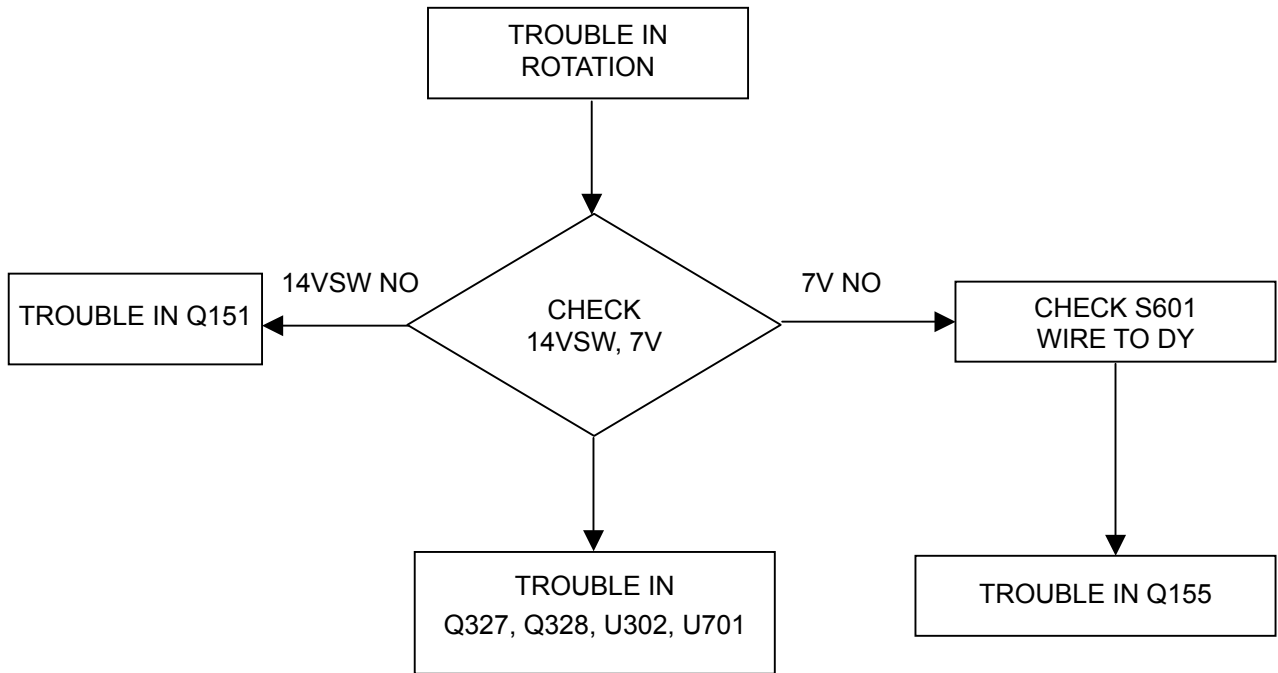 TROUBLE IN
ROTATION
14VSW NO
7V NO
TROUBLE IN Q151
CHECK
14VSW, 7V
CHECK S601
WIRE TO DY
TROUBLE IN
Q327, Q328, U302, U701
TROUBLE IN Q155